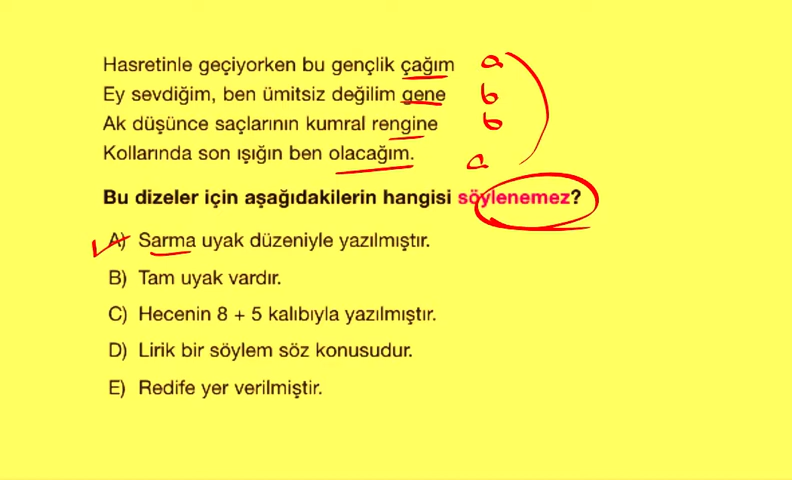 Hasretinle geçiyorken bu gençlik çağım a
Ey sevdiğim, ben ümitsiz değilim gene b
Ak düşünce saçlarının kumral rengine b
Kollarında son ışığın ben olacağım. a
Bu dizeler için aşağıdakilerin hangisi söylenemez?
A) Sarma uyak düzeniyle yazılmıştır.
B) Tam uyak vardır.
C) Hecenin 8 + 5 kalıbıyla yazılmıştır.
D) Lirik bir söylem söz konusudur.
E) Redife yer verilmiştir.